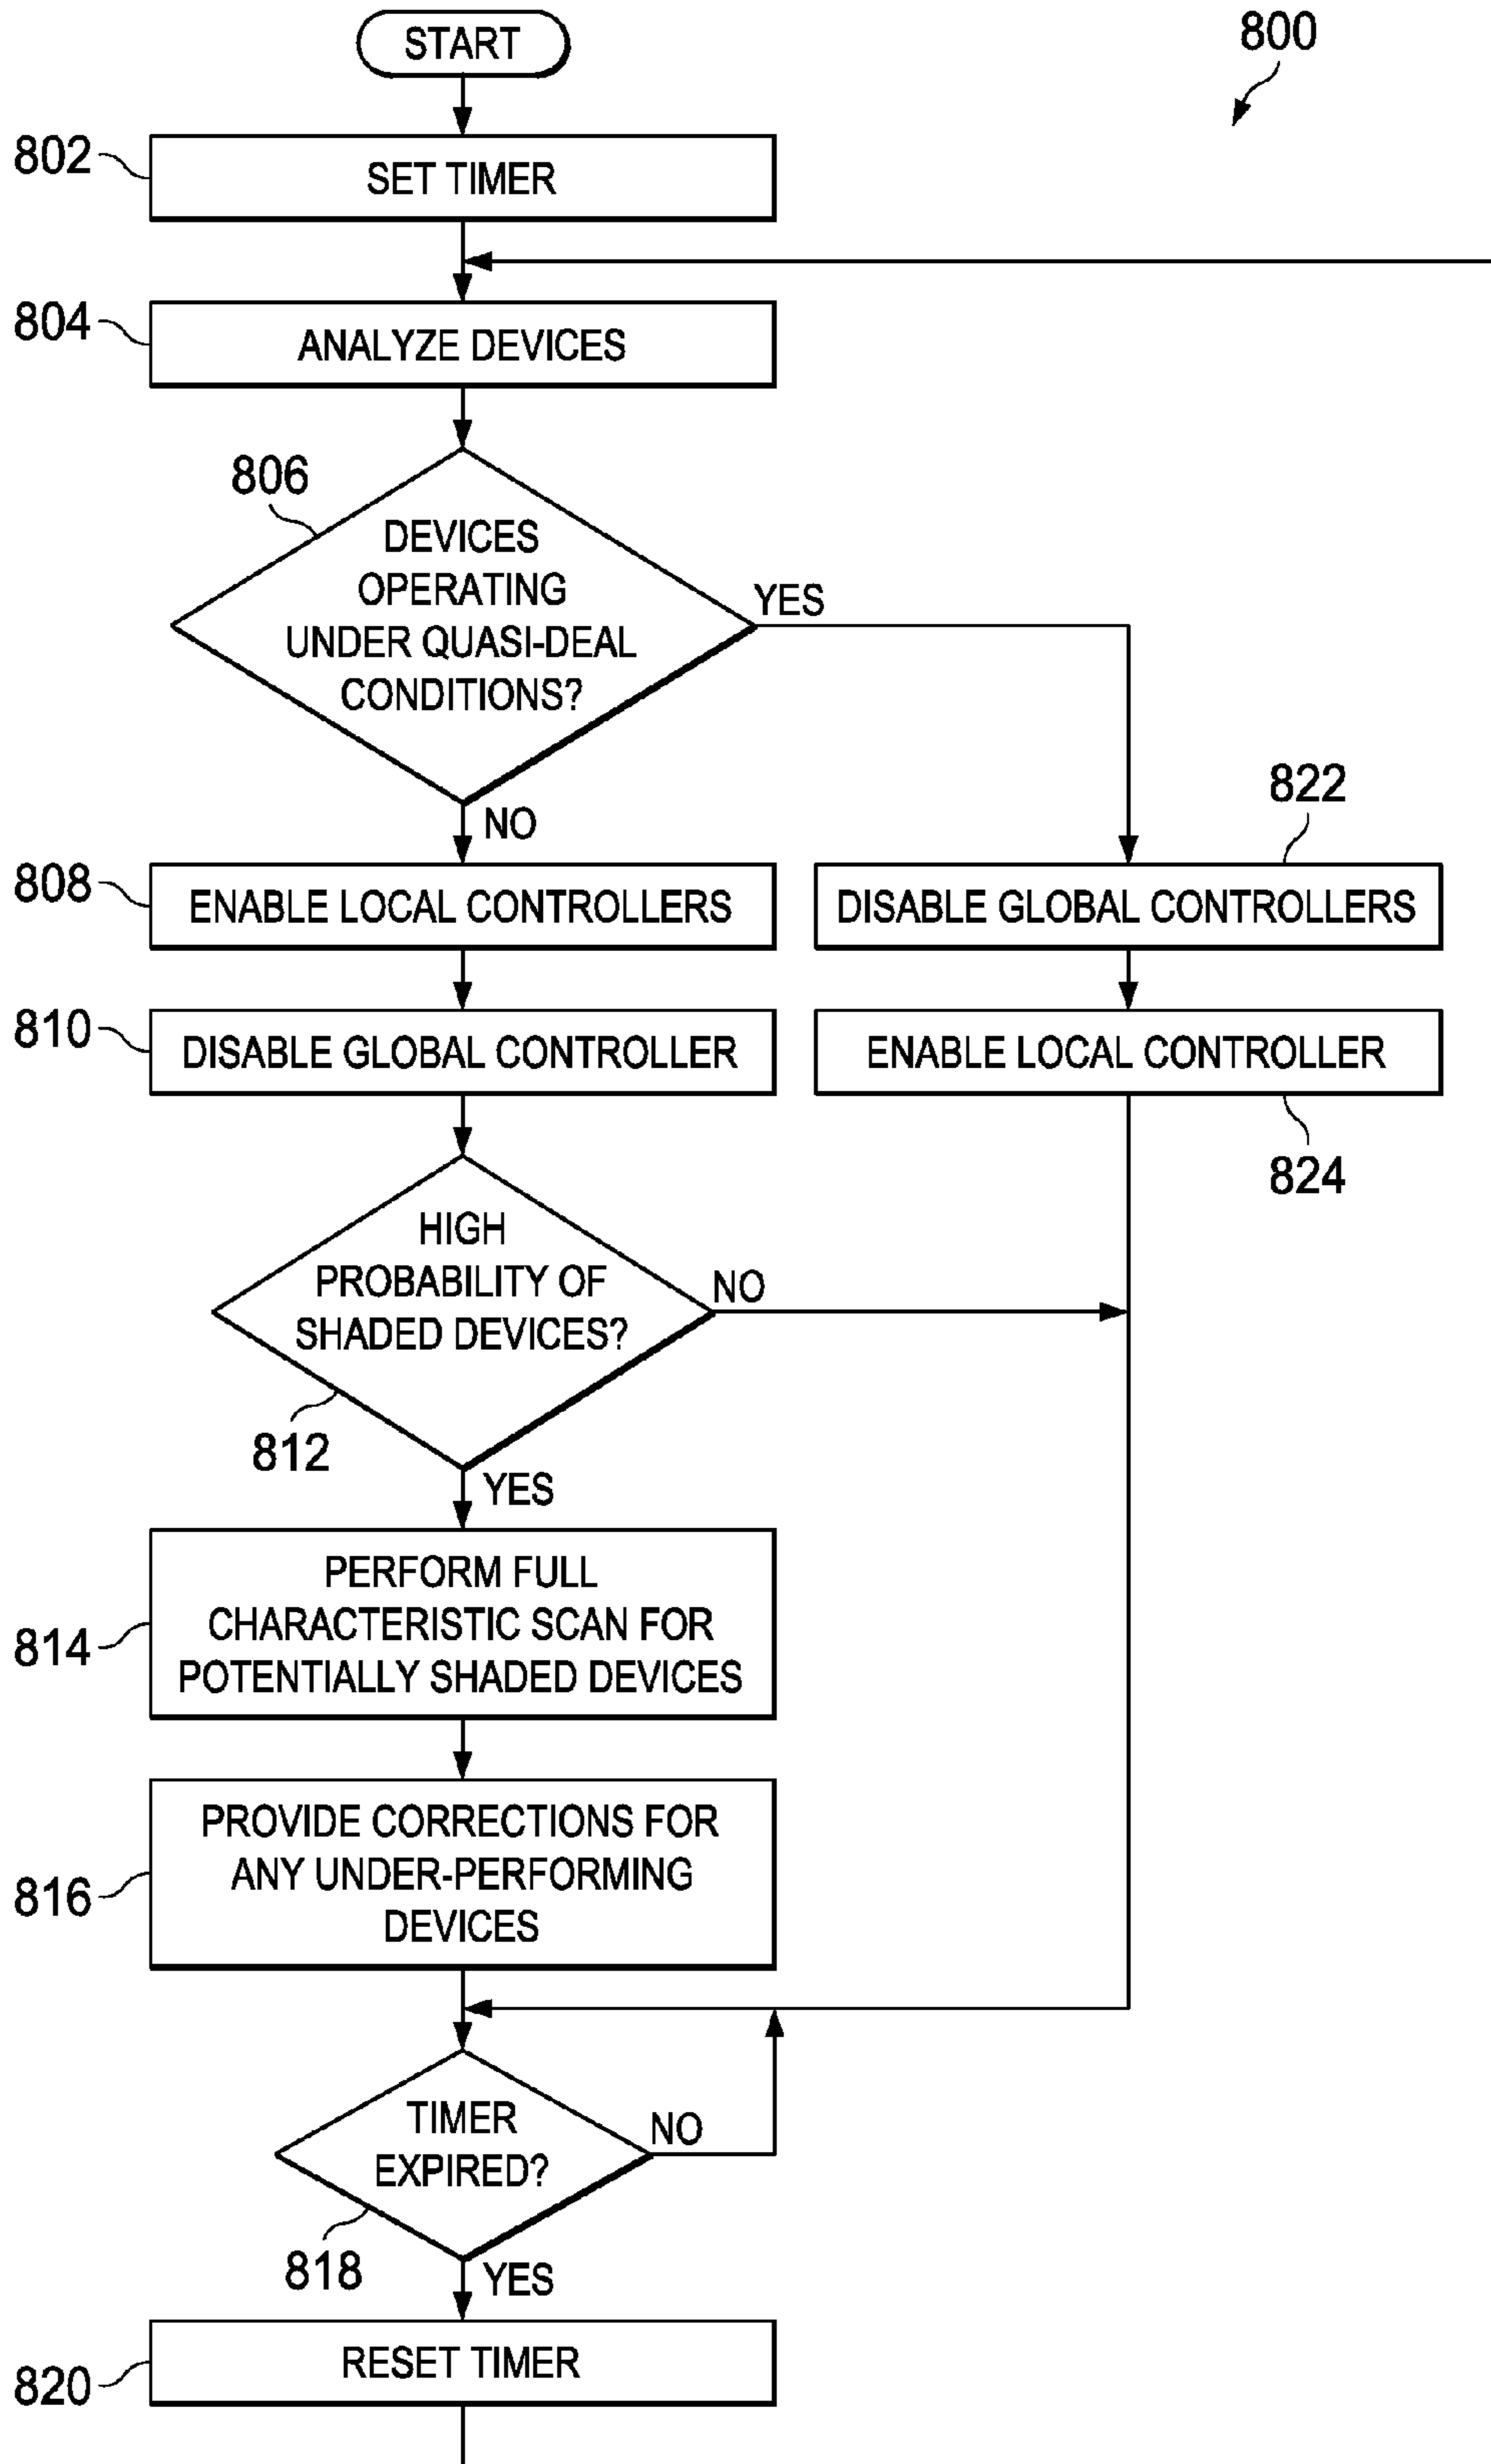 START
800
802
SET TIMER
804
ANALYZE DEVICES
806
DEVICES
OPERATING
UNDER QUASI-DEAL
CONDITIONS?
YES
NO
822
808
ENABLE LOCAL CONTROLLERS
DISABLE GLOBAL CONTROLLERS
810
DISABLE GLOBAL CONTROLLER
ENABLE LOCAL CONTROLLER
824
HIGH
PROBABILITY OF
SHADED DEVICES?
NO
812
YES
814
PERFORM FULL
CHARACTERISTIC SCAN FOR
POTENTIALLY SHADED DEVICES
816
PROVIDE CORRECTIONS FOR
ANY UNDER-PERFORMING
DEVICES
TIMER
EXPIRED?
NO
818
YES
820
RESET TIMER